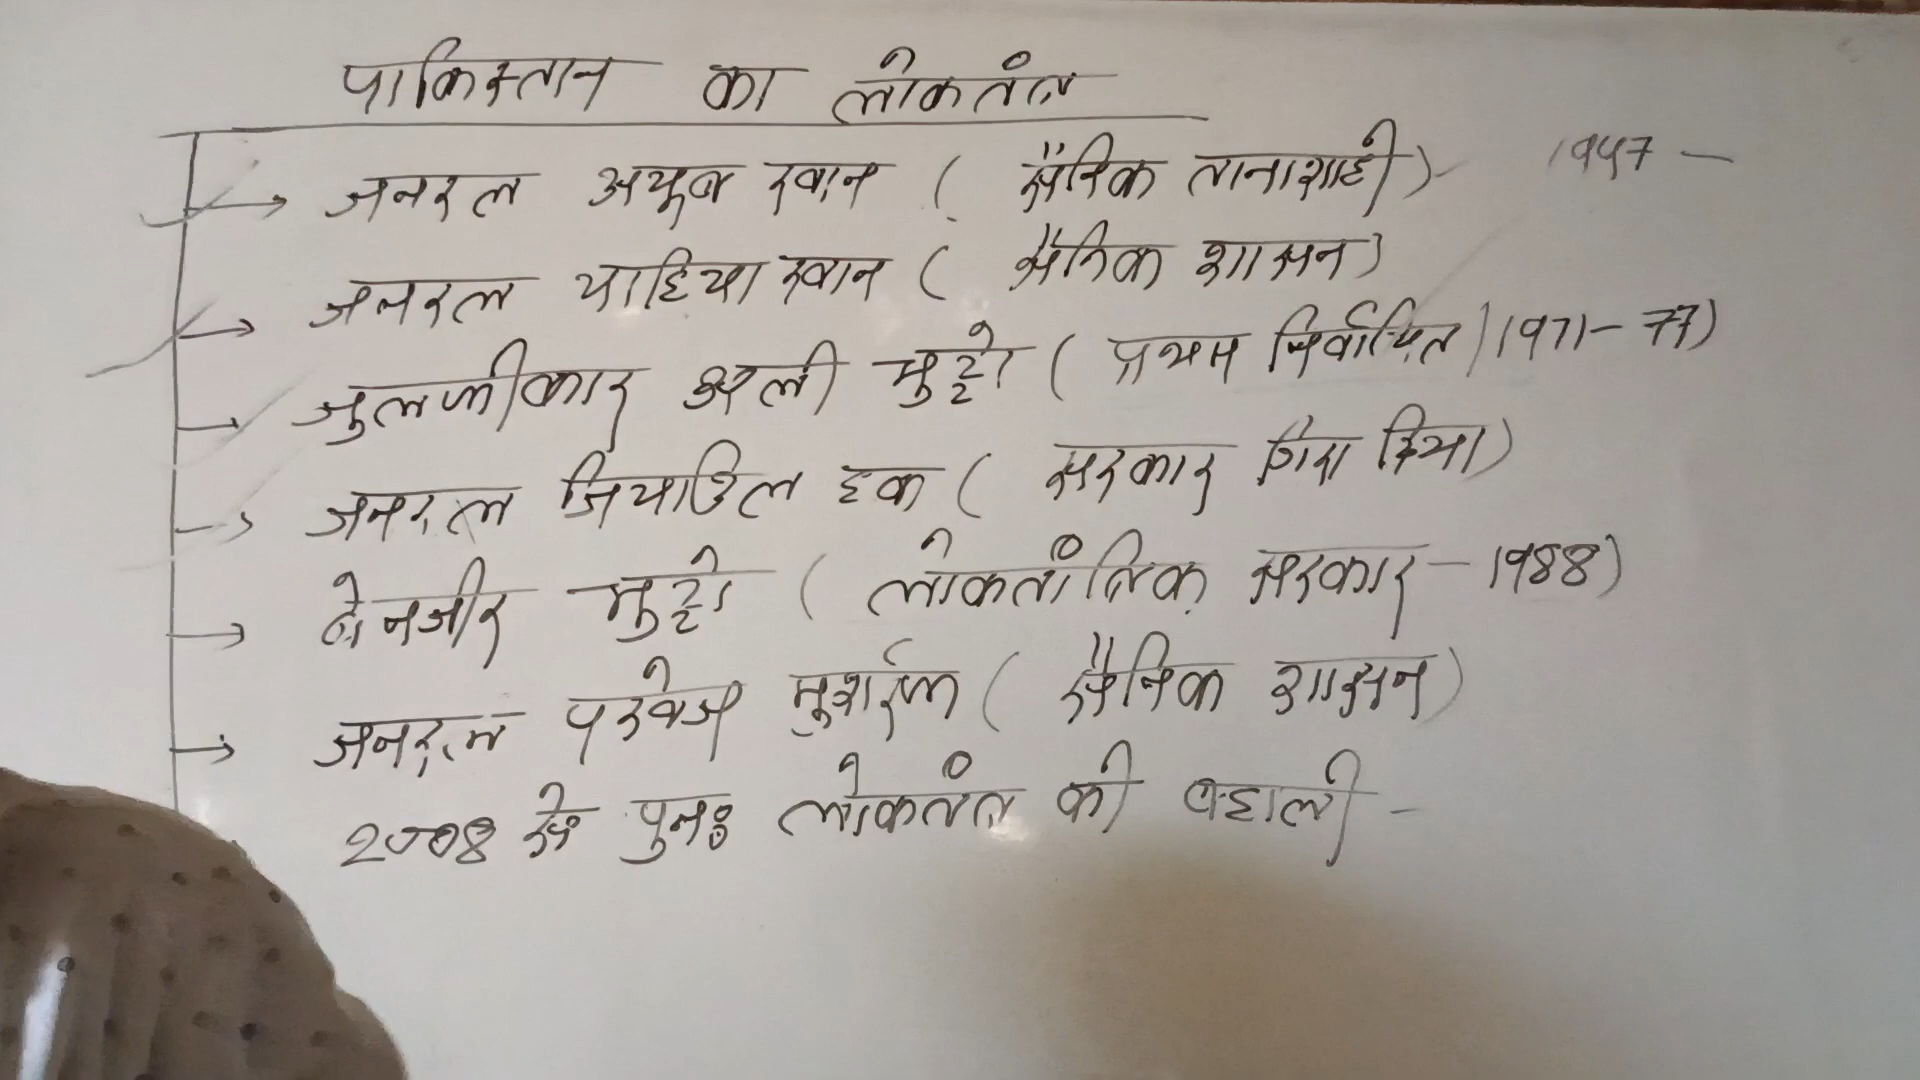 पाकिस्तान का लोकतंत्र
जनरल अयूब खान ( सैनिक तानाशाही) 1947 –
जनरल याहिया खान ( सैनिक शासन)
जुलफीकार अली भुट्टो ( प्रथम निर्वाचित) 1971-77)
जनरल जियाउल हक ( सरकार गिरा दिया)
बेनजीर भुट्टो ( लोकतांत्रिक सरकार - 1988)
जनरल परवेज मुशर्रफ ( सैनिक शासन)
2008 से पुनः लोकतंत्र की बहाली -